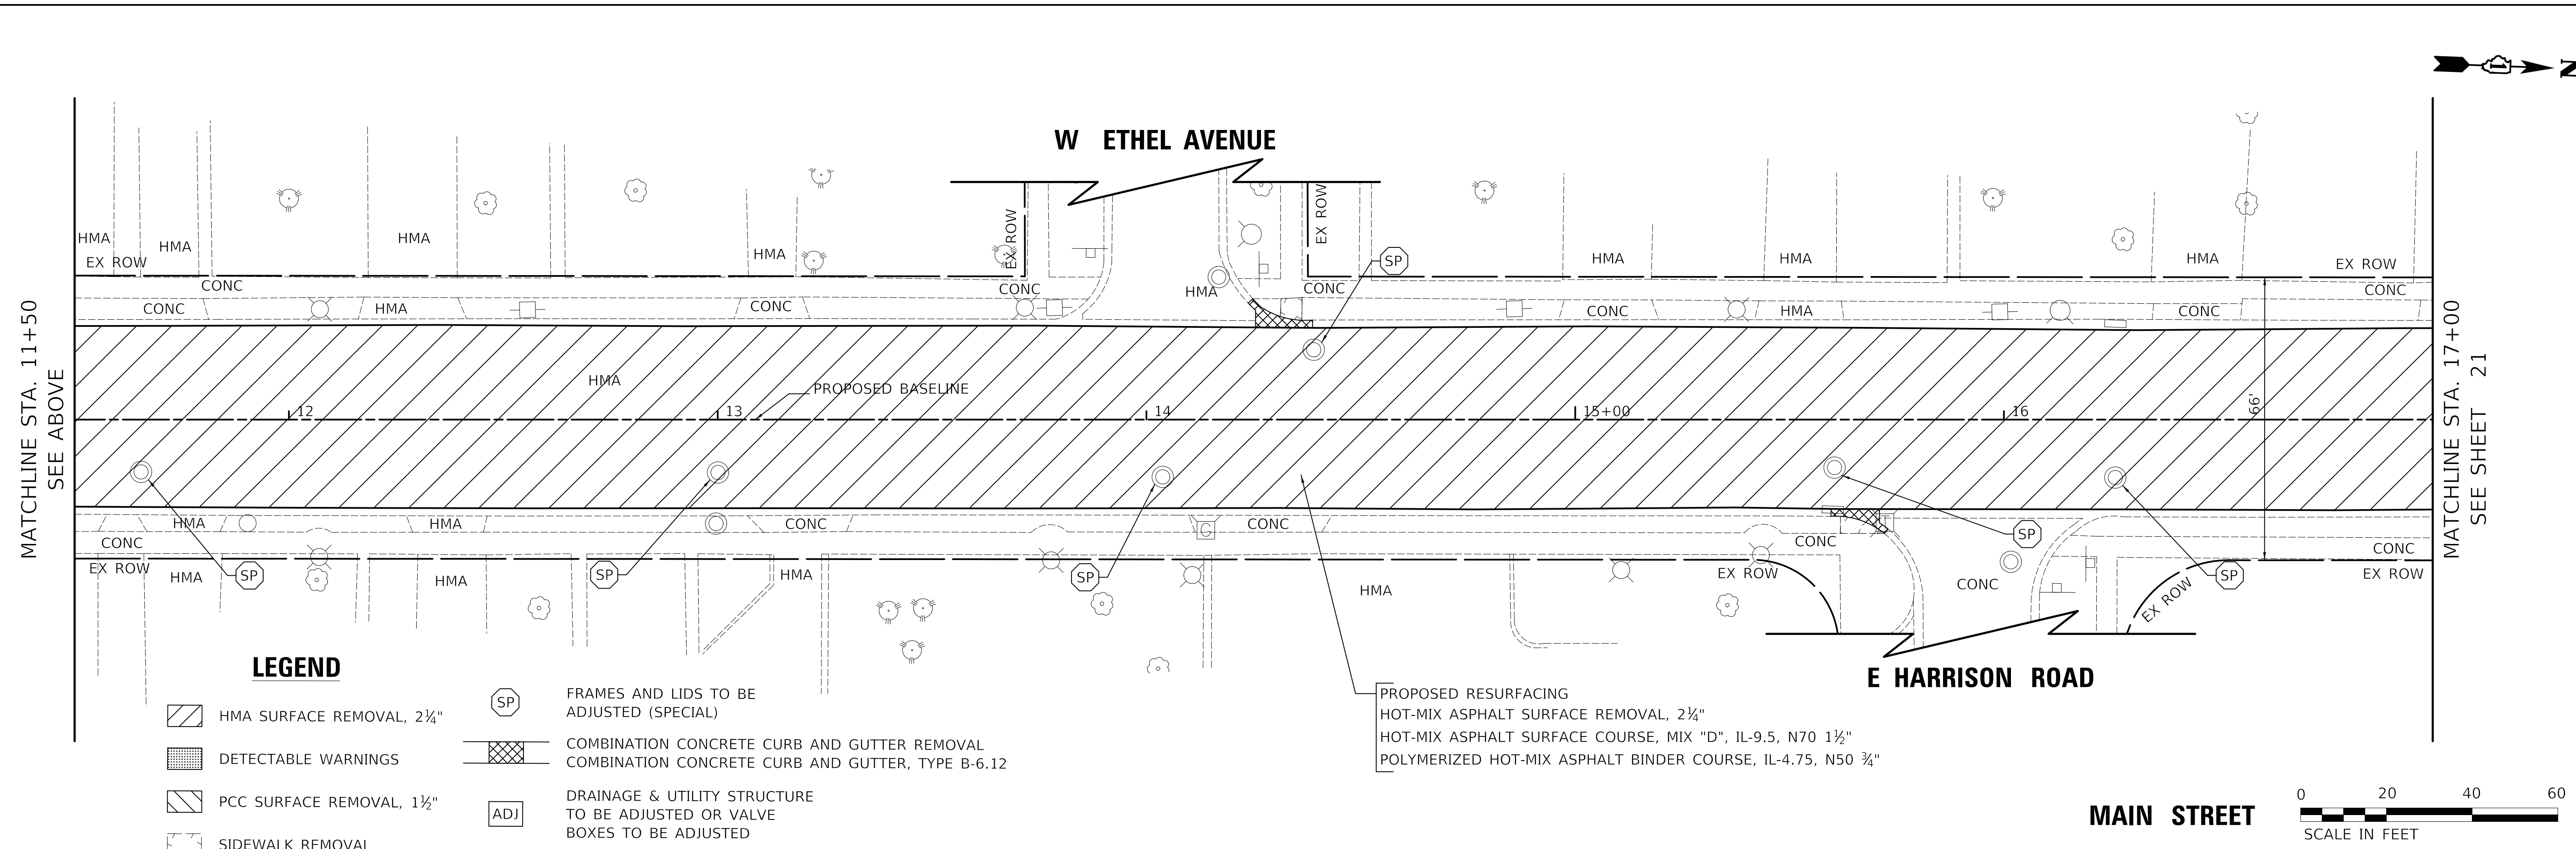 N
W ETHEL AVENUE
EX ROW
EX ROW
SP
HMA
HMA
HMA
HMA
HMA
HMA
HMA
EX ROW
EX ROW
CONC
CONC
CONC
CONC
CONC
HMA
CONC
CONC
HMA
CONC
HMA
CONC
MATCHLINE STA. 11+50
SEE ABOVE
HMA
PROPOSED BASELINE
12
13
14
15+00
16
66'
MATCHLINE STA. 17+00
SEE SHEET 21
HMA
HMA
CONC
G
CONC
CONC
CONC
CONC
EX ROW
HMA
SP
HMA
SP
HMA
SP
HMA
EX ROW
CONC
SP
SP
EX ROW
EX ROW
E HARRISON ROAD
LEGEND
HMA SURFACE REMOVAL, 2¼"
DETECTABLE WARNINGS
PCC SURFACE REMOVAL, 1½"
SIDEWALK REMOVAL
SP
FRAMES AND LIDS TO BE
ADJUSTED (SPECIAL)
COMBINATION CONCRETE CURB AND GUTTER REMOVAL
COMBINATION CONCRETE CURB AND GUTTER, TYPE B-6.12
ADJ
DRAINAGE & UTILITY STRUCTURE
TO BE ADJUSTED OR VALVE
BOXES TO BE ADJUSTED
PROPOSED RESURFACING
HOT-MIX ASPHALT SURFACE REMOVAL, 2¼"
HOT-MIX ASPHALT SURFACE COURSE, MIX "D", IL-9.5, N70 1½"
POLYMERIZED HOT-MIX ASPHALT BINDER COURSE, IL-4.75, N50 ¾"
MAIN STREET
0 20 40 60
SCALE IN FEET